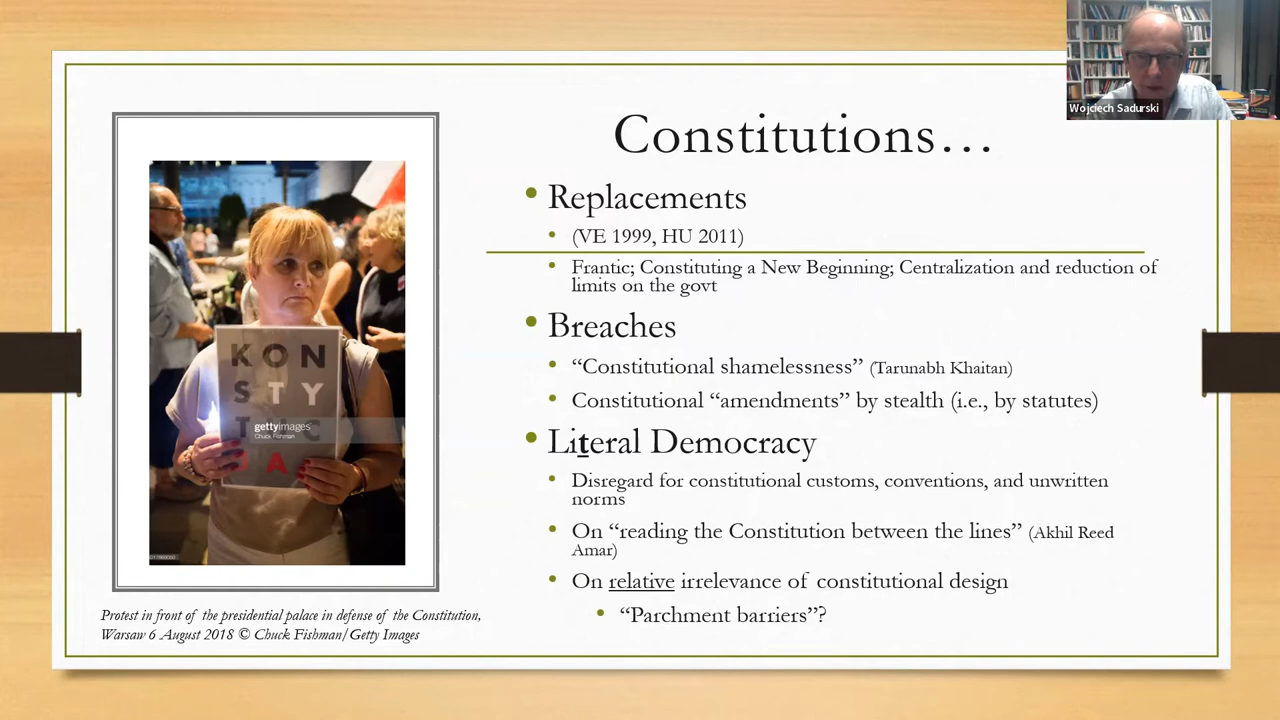 Wojciech Sadurski
Constitutions…
• Replacements
• (VE 1999, HU 2011)
• Frantic; Constituting a New Beginning; Centralization and reduction of
limits on the govt
• Breaches
• “Constitutional shamelessness” (Tarunabh Khaitan)
• Constitutional “amendments” by stealth (i.e., by statutes)
• Literal Democracy
• Disregard for constitutional customs, conventions, and unwritten
norms
• On “reading the Constitution between the lines” (Akhil Reed
Amar)
• On relative irrelevance of constitutional design
• “Parchment barriers”?
KON
STY
gettyimages
Chuck Fishman
Protest in front of the presidential palace in defense of the Constitution,
Warsaw 6 August 2018 © Chuck Fishman/Getty Images